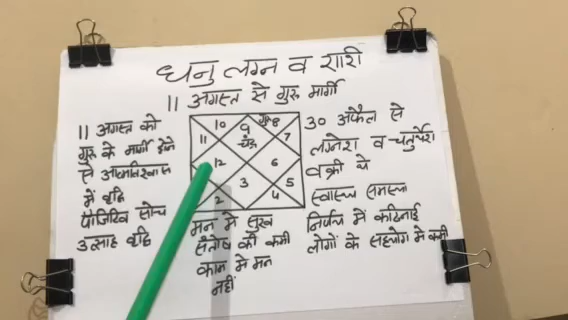 धनु लग्न व राशी
11 अगस्त से गुरु मार्गी
11 अगस्त को
गुरु के मार्गी होने
से आत्मविश्वास
में वृद्धि
पोजिटिव सोच
उत्साह वृद्धि
10
9
गुरु 8
11
चंद्र
7
12
6
3
5
2
4
मन में सुख
संतोष की कमी
काम में मन
नहीं
30 अप्रैल से
लग्नेश व चतुर्थेश
वक्री थे
स्वास्थ्य समस्या
निर्णय में कठिनाई
लोगों के सहयोग में कमी